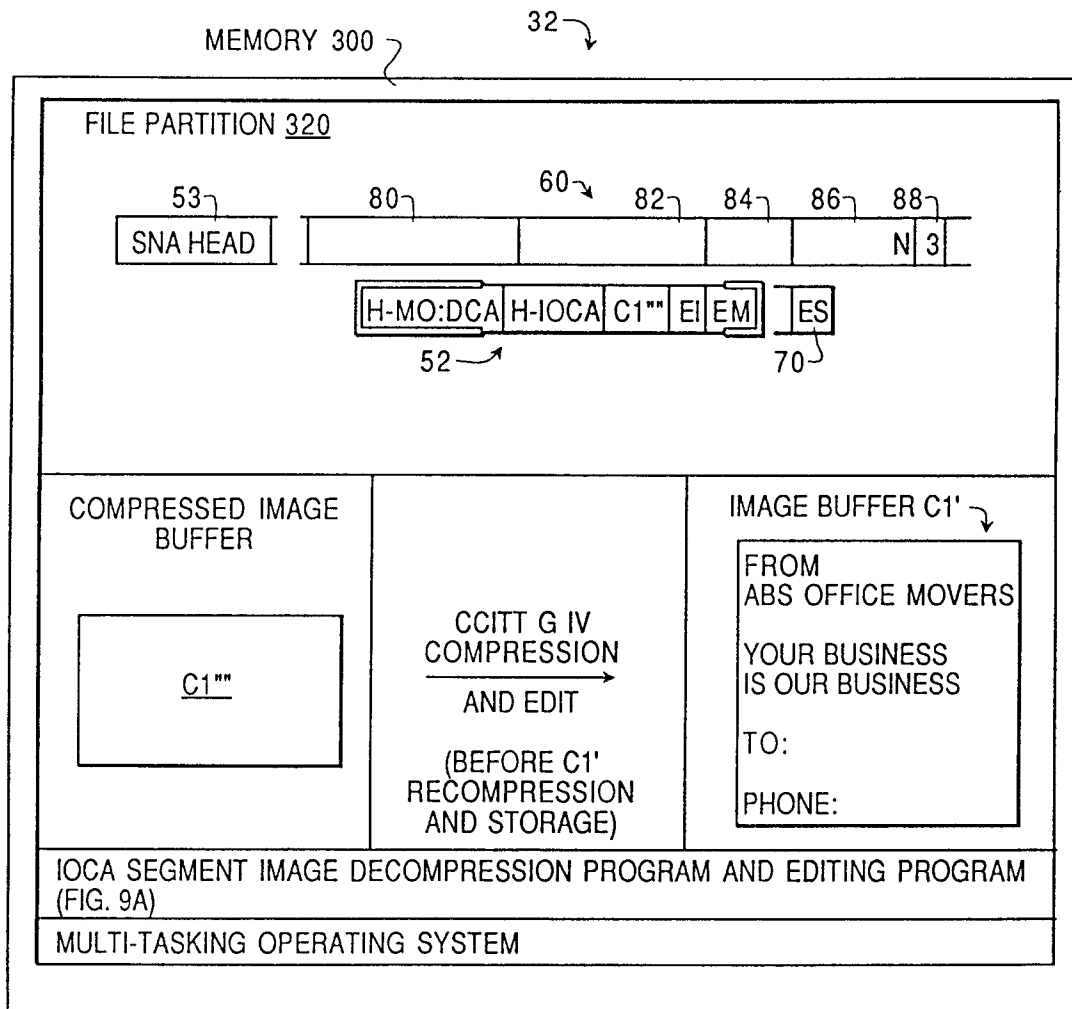 32
MEMORY 300
FILE PARTITION 320
53 80 60 82 84 86 88
SNA HEAD N 3
H-MO:DCA H-IOCA C1"" EI EM ES
52 70
COMPRESSED IMAGE
BUFFER
C1""
CCITT G IV
COMPRESSION
AND EDIT
(BEFORE C1'
RECOMPRESSION
AND STORAGE)
IMAGE BUFFER C1'
FROM
ABS OFFICE MOVERS
YOUR BUSINESS
IS OUR BUSINESS
TO:
PHONE:
IOCA SEGMENT IMAGE DECOMPRESSION PROGRAM AND EDITING PROGRAM
(FIG. 9A)
MULTI-TASKING OPERATING SYSTEM